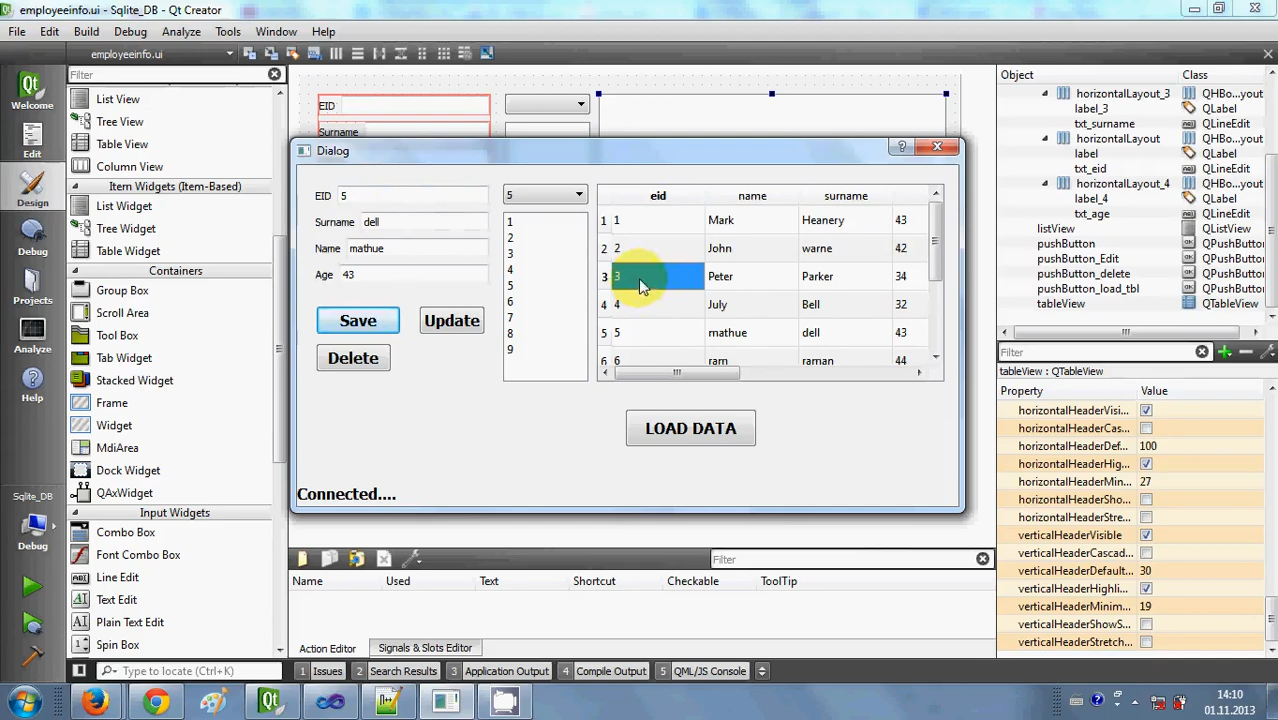 employeeinfo.ui - Sqlite_DB - Qt Creator
File Edit Build Debug Analyze Tools Window Help
employeeinfo.ui
Welcome
Edit
Design
Debug
Projects
Analyze
Help
Sqlite_DB
Debug
Filter
List View
Tree View
Table View
Column View
Item Widgets (Item-Based)
List Widget
Tree Widget
Table Widget
Containers
Group Box
Scroll Area
Tool Box
Tab Widget
Stacked Widget
Frame
Widget
MdiArea
Dock Widget
QAxWidget
Input Widgets
Combo Box
Font Combo Box
Line Edit
Text Edit
Plain Text Edit
Spin Box
EID
Surname
Dialog
EID 5
Surname dell
Name mathue
Age 43
Save Update
Delete
5
1
2
3
4
5
6
7
8
9
eid name surname
1 1 Mark Heanery 43
2 2 John warne 42
3 3 Peter Parker 34
4 4 July Bell 32
5 5 mathue dell 43
6 6 ram raman 44
LOAD DATA
Connected....
Filter
Name Used Text Shortcut Checkable ToolTip
Action Editor Signals & Slots Editor
Object Class
horizontalLayout_3 QHBo...yout
label_3 QLabel
txt_surname QLineEdit
horizontalLayout QHBo...yout
label QLabel
txt_eid QLineEdit
horizontalLayout_4 QHBo...yout
label_4 QLabel
txt_age QLineEdit
listView QListView
pushButton QPushButton
pushButton_Edit QPushButton
pushButton_delete QPushButton
pushButton_load_tbl QPushButton
tableView QTableView
Filter
tableView : QTableView
Property Value
horizontalHeaderVisi...
horizontalHeaderCas...
horizontalHeaderDef... 100
horizontalHeaderHig...
horizontalHeaderMin... 27
horizontalHeaderSho...
horizontalHeaderStre...
verticalHeaderVisible
verticalHeaderCascad...
verticalHeaderDefault... 30
verticalHeaderHighli...
verticalHeaderMinim... 19
verticalHeaderShowS...
verticalHeaderStretch...
Type to locate (Ctrl+K) 1 Issues 2 Search Results 3 Application Output 4 Compile Output 5 QML/JS Console
14:10
01.11.2013